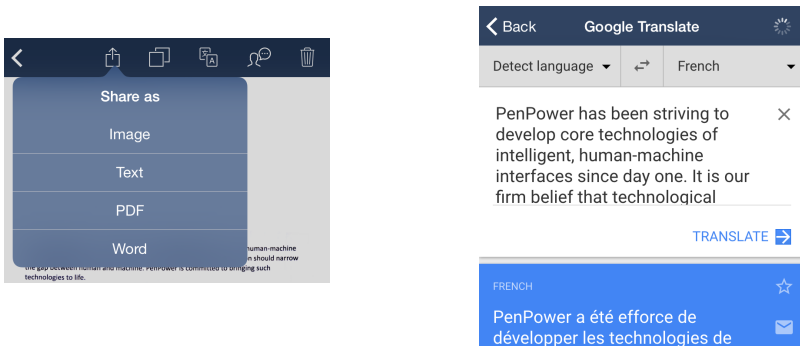 Share as
Image
Text
PDF
Word
human-machine
n should narrow
the gap between human and machine. PenPower is committed to bringing such
technologies to life.
Back
Google Translate
Detect language
French
PenPower has been striving to
develop core technologies of
intelligent, human-machine
interfaces since day one. It is our
firm belief that technological
TRANSLATE
FRENCH
PenPower a été efforce de
développer les technologies de